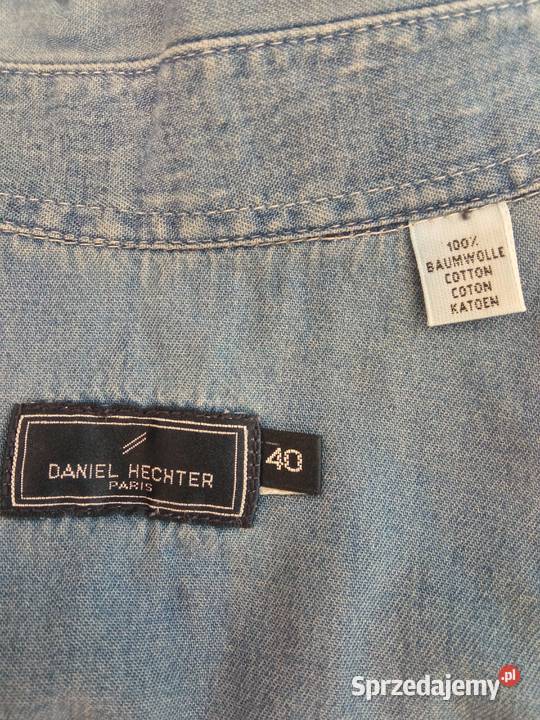 100%
BAUMWOLLE
COTTON
COTON
KATOEN
DANIEL HECHTER
PARIS
40
Sprzedajemy.pl